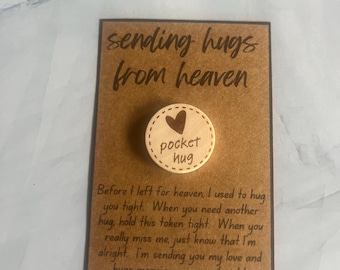 sending hugs
from heaven
pocket
hug
Before I left for heaven, I used to hug
you tight. When you need another
hug, hold this token tight. When you
really miss me, just know that I'm
alright. i'm sending you my love and